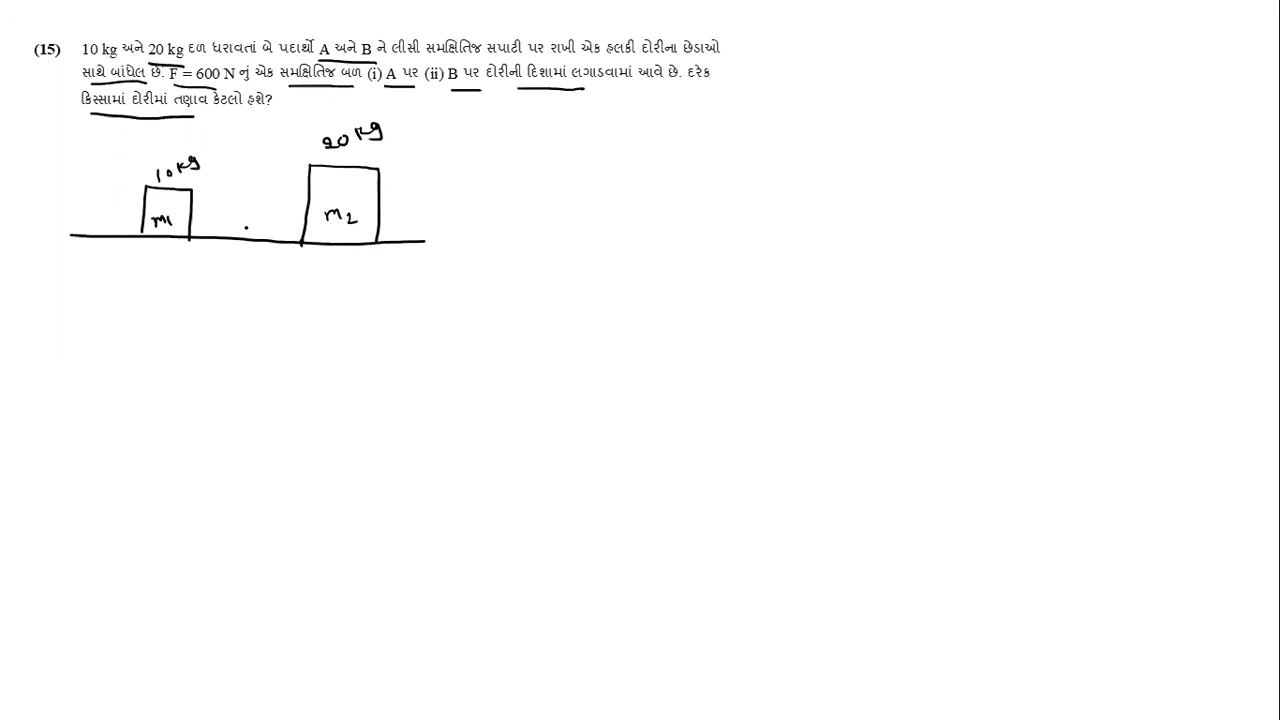 (15) 10 kg અને 20 kg દળ ધરાવતાં બે પદાર્થો A અને B ને લીસી સમક્ષિતિજ સપાટી પર રાખી એક હલકી દોરીના છેડાઓ
સાથે બાંધેલ છે. F = 600 N નું એક સમક્ષિતિજ બળ (i) A પર (ii) B પર દોરીની દિશામાં લગાડવામાં આવે છે. દરેક
કિસ્સામાં દોરીમાં તણાવ કેટલો હશે?
10 kg
20 kg
m1
m2